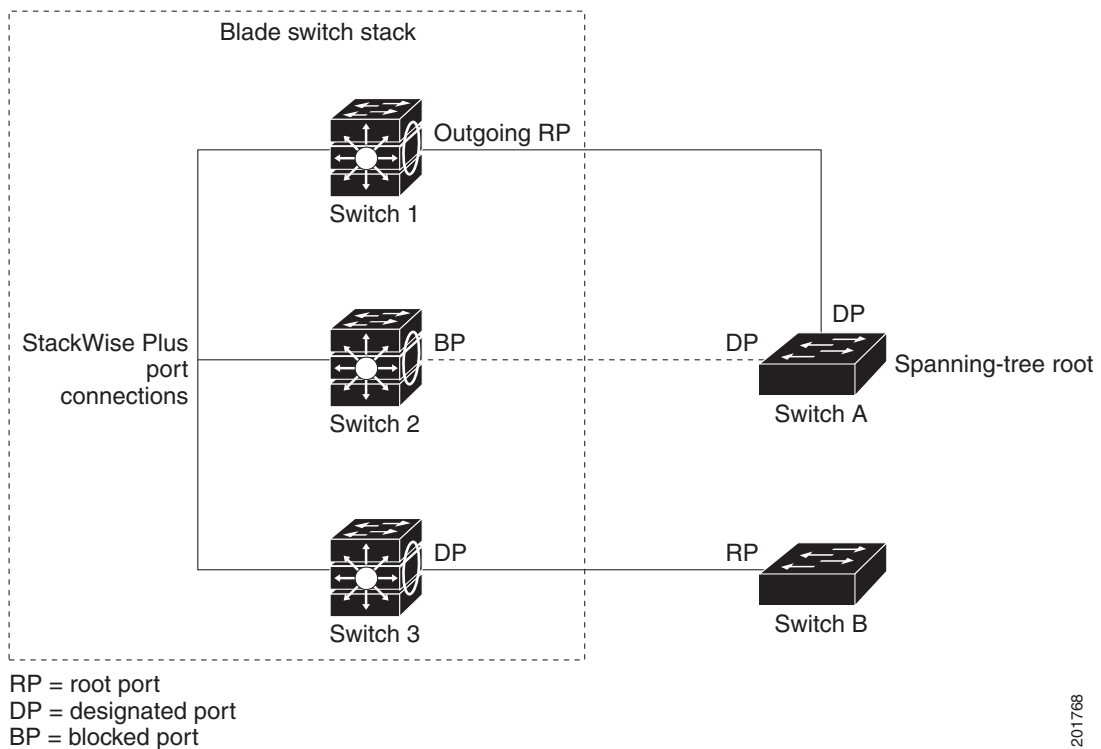 Blade switch stack
Outgoing RP
Switch 1
DP
StackWise Plus
port
connections
BP
DP
Spanning-tree root
Switch 2
Switch A
DP
RP
Switch 3
Switch B
RP = root port
DP = designated port
BP = blocked port
201768